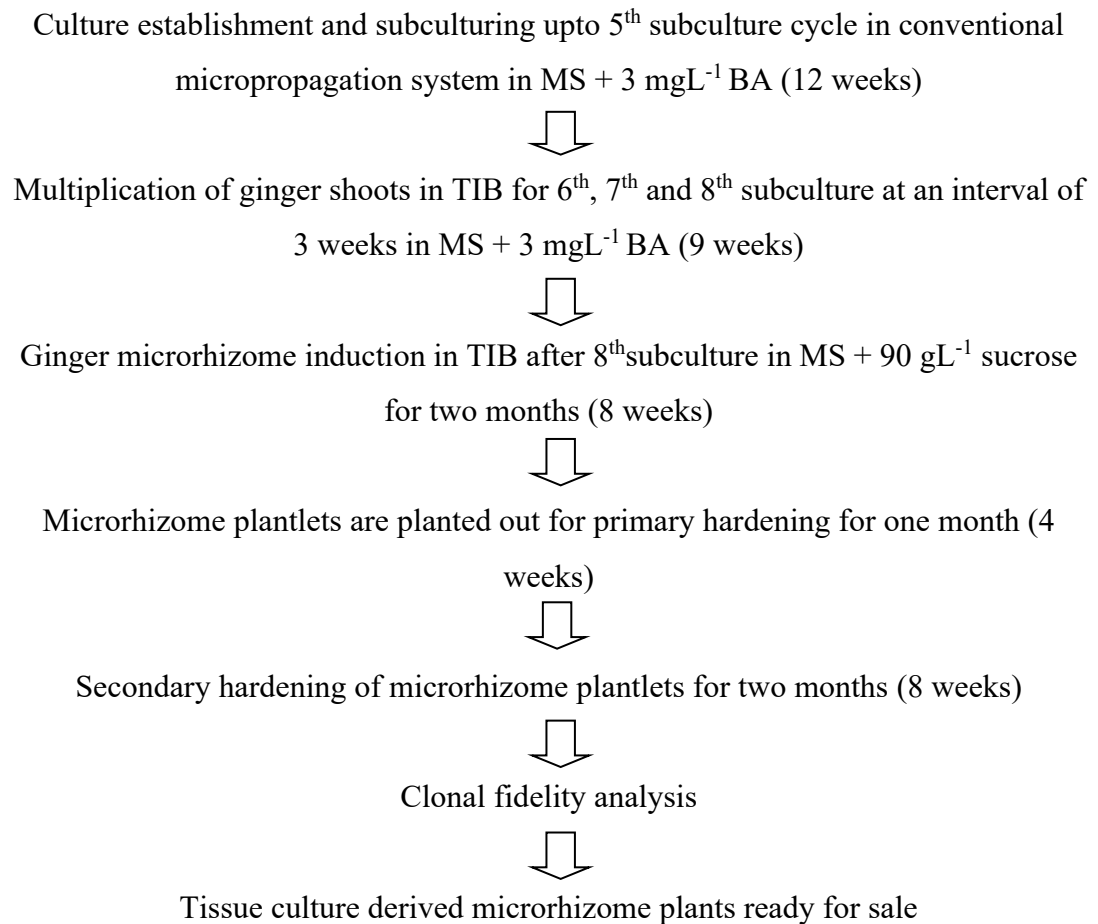 Culture establishment and subculturing upto 5th subculture cycle in conventional
micropropagation system in MS + 3 mgL-1 BA (12 weeks)
Multiplication of ginger shoots in TIB for 6th, 7th and 8th subculture at an interval of
3 weeks in MS + 3 mgL-1 BA (9 weeks)
Ginger microrhizome induction in TIB after 8thsubculture in MS + 90 gL-1 sucrose
for two months (8 weeks)
Microrhizome plantlets are planted out for primary hardening for one month (4
weeks)
Secondary hardening of microrhizome plantlets for two months (8 weeks)
Clonal fidelity analysis
Tissue culture derived microrhizome plants ready for sale